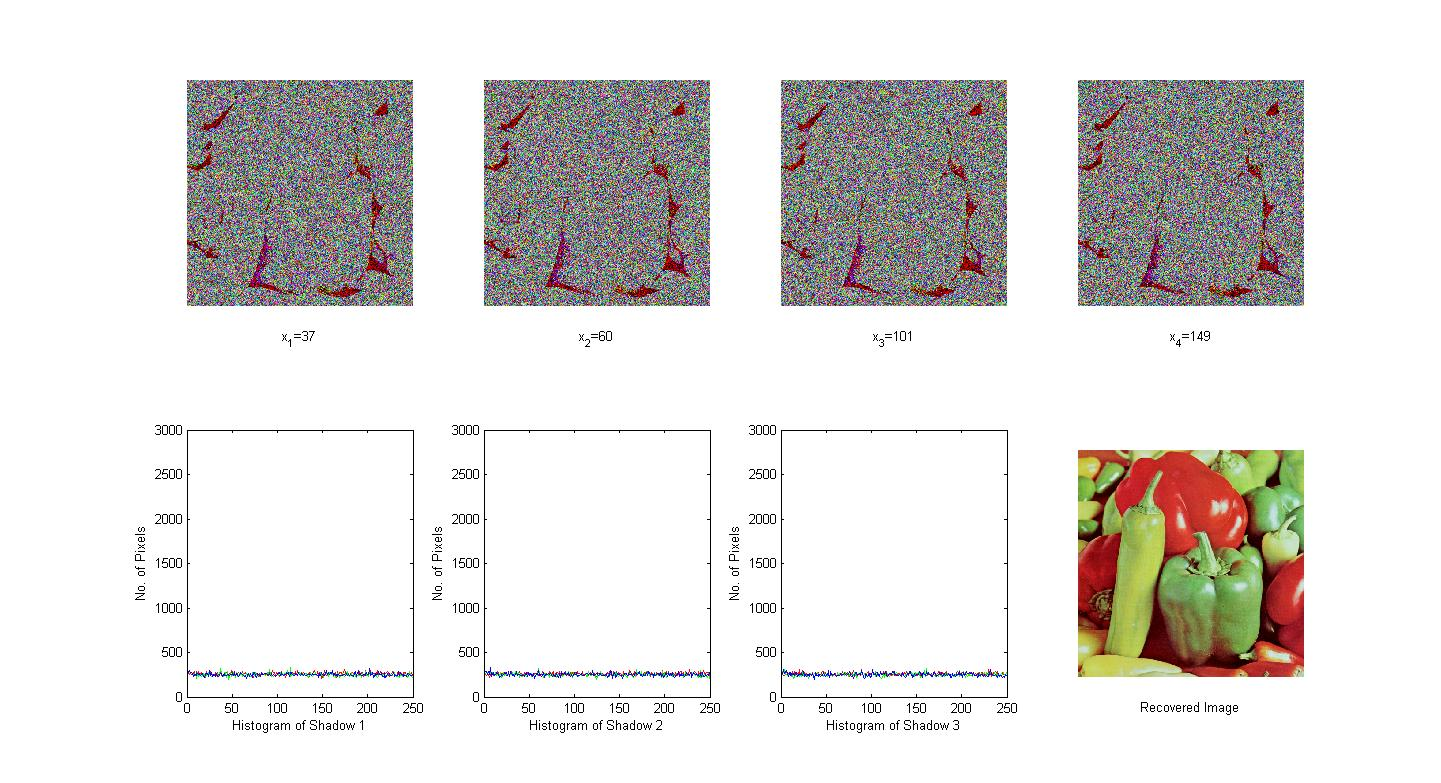 x1=37
x2=60
x3=101
x4=149
3000
2500
2000
1500
1000
500
0
No. of Pixels
0 50 100 150 200 250
Histogram of Shadow 1
3000
2500
2000
1500
1000
500
0
No. of Pixels
0 50 100 150 200 250
Histogram of Shadow 2
3000
2500
2000
1500
1000
500
0
No. of Pixels
0 50 100 150 200 250
Histogram of Shadow 3
Recovered Image